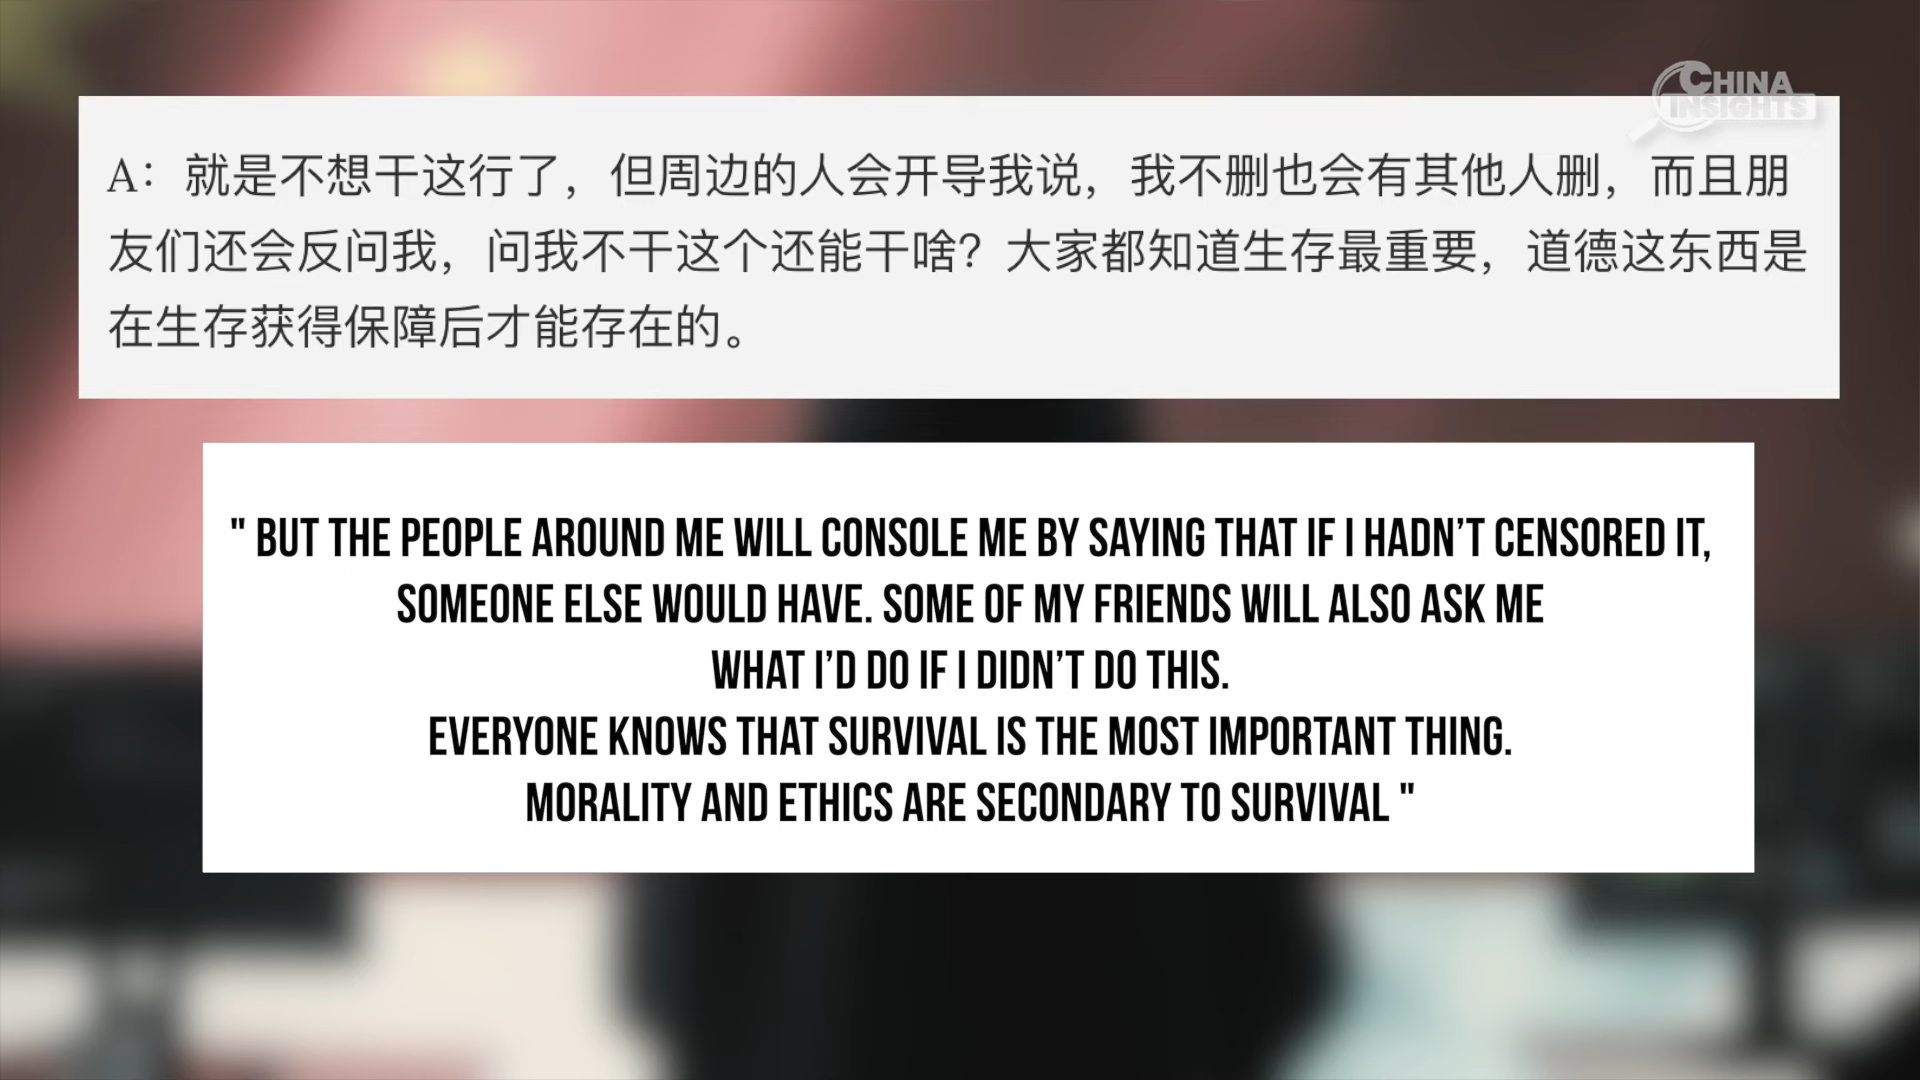 CHINA
INSIGHTS
A：就是不想干这行了，但周边的人会开导我说，我不删也会有其他人删，而且朋
友们还会反问我，问我不干这个还能干啥？大家都知道生存最重要，道德这东西是
在生存获得保障后才能存在的。
" BUT THE PEOPLE AROUND ME WILL CONSOLE ME BY SAYING THAT IF I HADN’T CENSORED IT,
SOMEONE ELSE WOULD HAVE. SOME OF MY FRIENDS WILL ALSO ASK ME
WHAT I’D DO IF I DIDN’T DO THIS.
EVERYONE KNOWS THAT SURVIVAL IS THE MOST IMPORTANT THING.
MORALITY AND ETHICS ARE SECONDARY TO SURVIVAL "